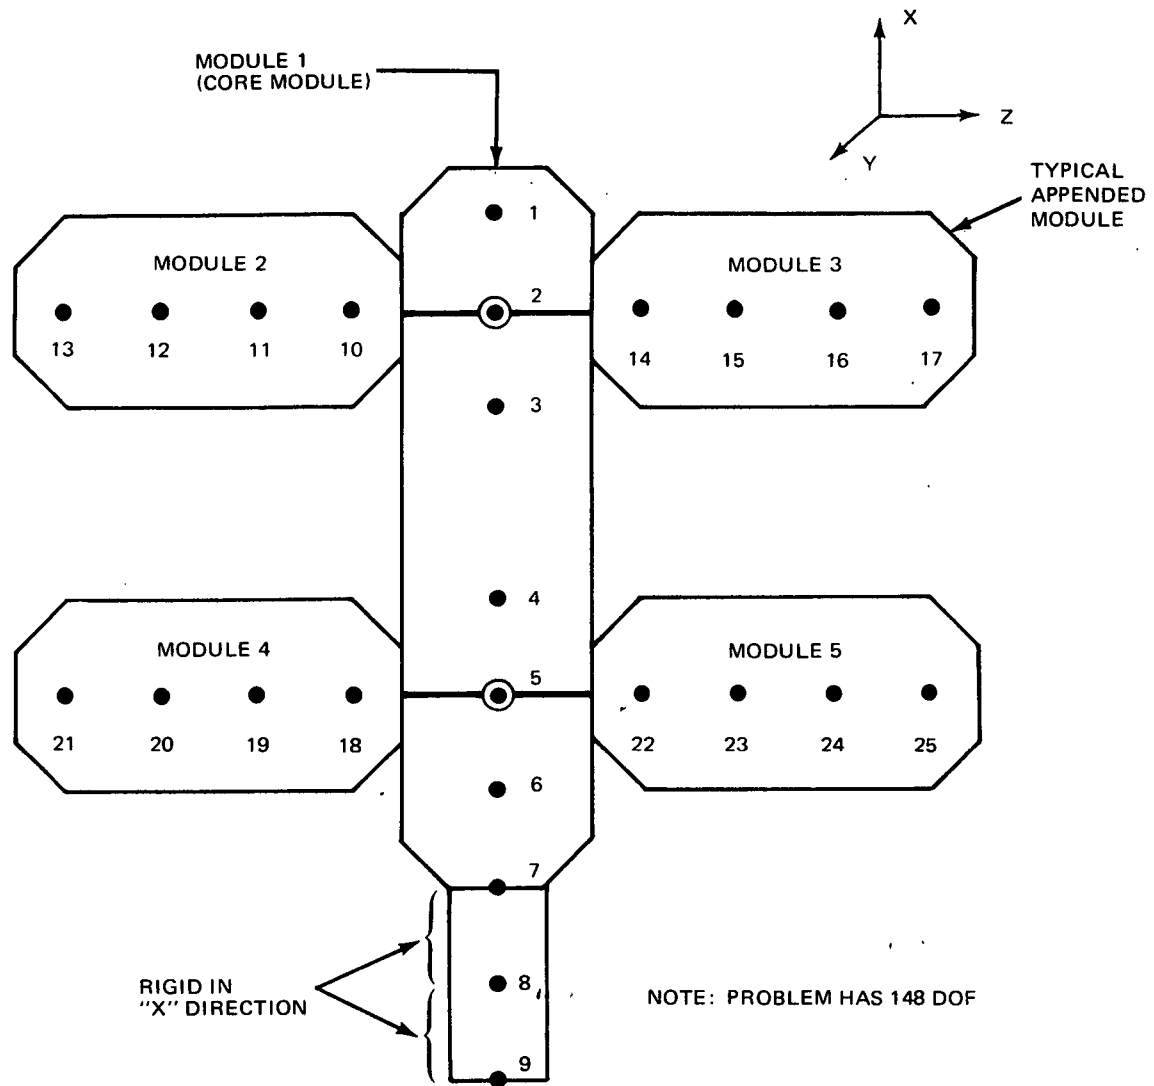 X
MODULE 1
(CORE MODULE)
Z
Y
TYPICAL
APPENDED
MODULE
1
MODULE 2
MODULE 3
2
13 12 11 10
14 15 16 17
3
4
MODULE 4
MODULE 5
5
21 20 19 18
22 23 24 25
6
7
RIGID IN
"X" DIRECTION
8
NOTE: PROBLEM HAS 148 DOF
9